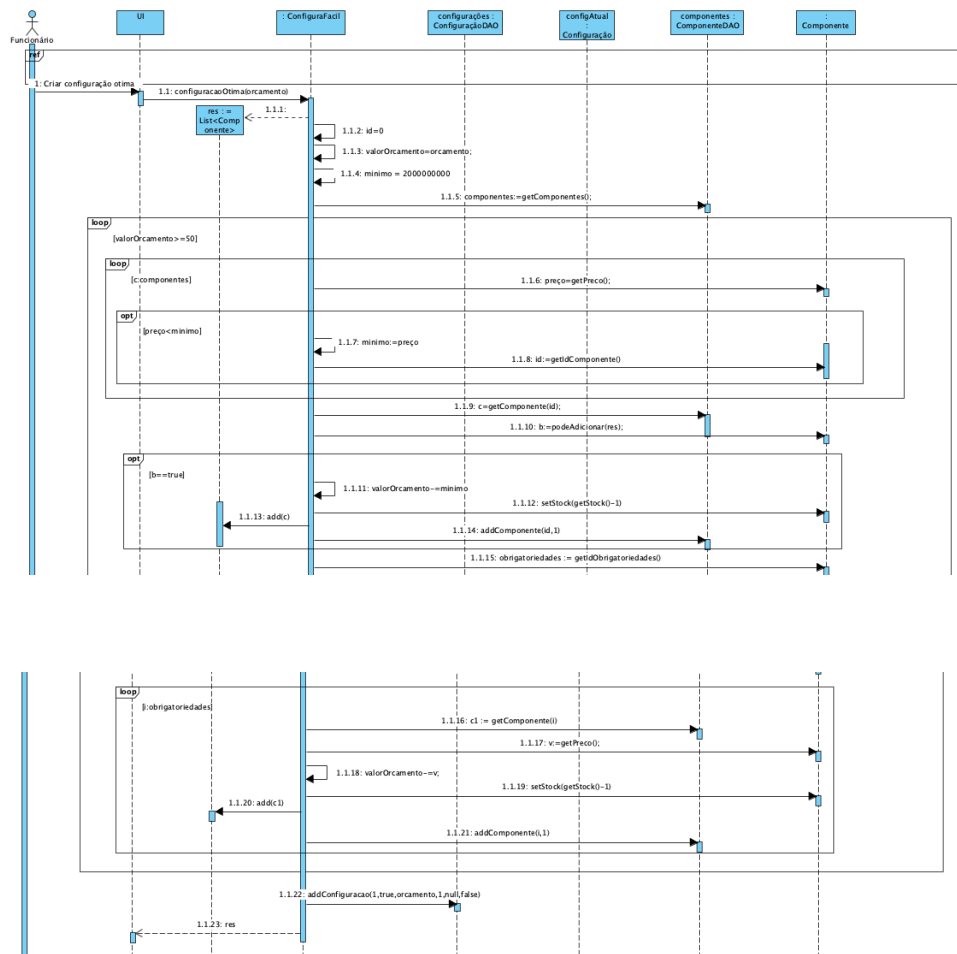 UI
: ConfiguraFacil
configurações :
ConfiguraçãoDAO
configAtual
:
Configuração
componentes :
ComponenteDAO
:
Componente
Funcionário
ref
1: Criar configuração otima
1.1: configuracaoOtima(orcamento)
res : =
List<Comp
onente>
1.1.1:
1.1.2: id=0
1.1.3: valorOrcamento=orcamento;
1.1.4: minimo = 2000000000
1.1.5: componentes:=getComponentes();
loop
[valorOrcamento>=50]
loop
[c:componentes]
1.1.6: preço=getPreco();
opt
[preço<minimo]
1.1.7: minimo:=preço
1.1.8: id:=getIdComponente()
1.1.9: c=getComponente(id);
1.1.10: b:=podeAdicionar(res);
opt
[b==true]
1.1.11: valorOrcamento-=minimo
1.1.12: setStock(getStock()-1)
1.1.13: add(c)
1.1.14: addComponente(id,1)
1.1.15: obrigatoriedades := getIdObrigatoriedades()
loop
[i:obrigatoriedades]
1.1.16: c1 := getComponente(i)
1.1.17: v:=getPreco();
1.1.18: valorOrcamento-=v;
1.1.19: setStock(getStock()-1)
1.1.20: add(c1)
1.1.21: addComponente(i,1)
1.1.22: addConfiguracao(1,true,orcamento,1,null,false)
1.1.23: res